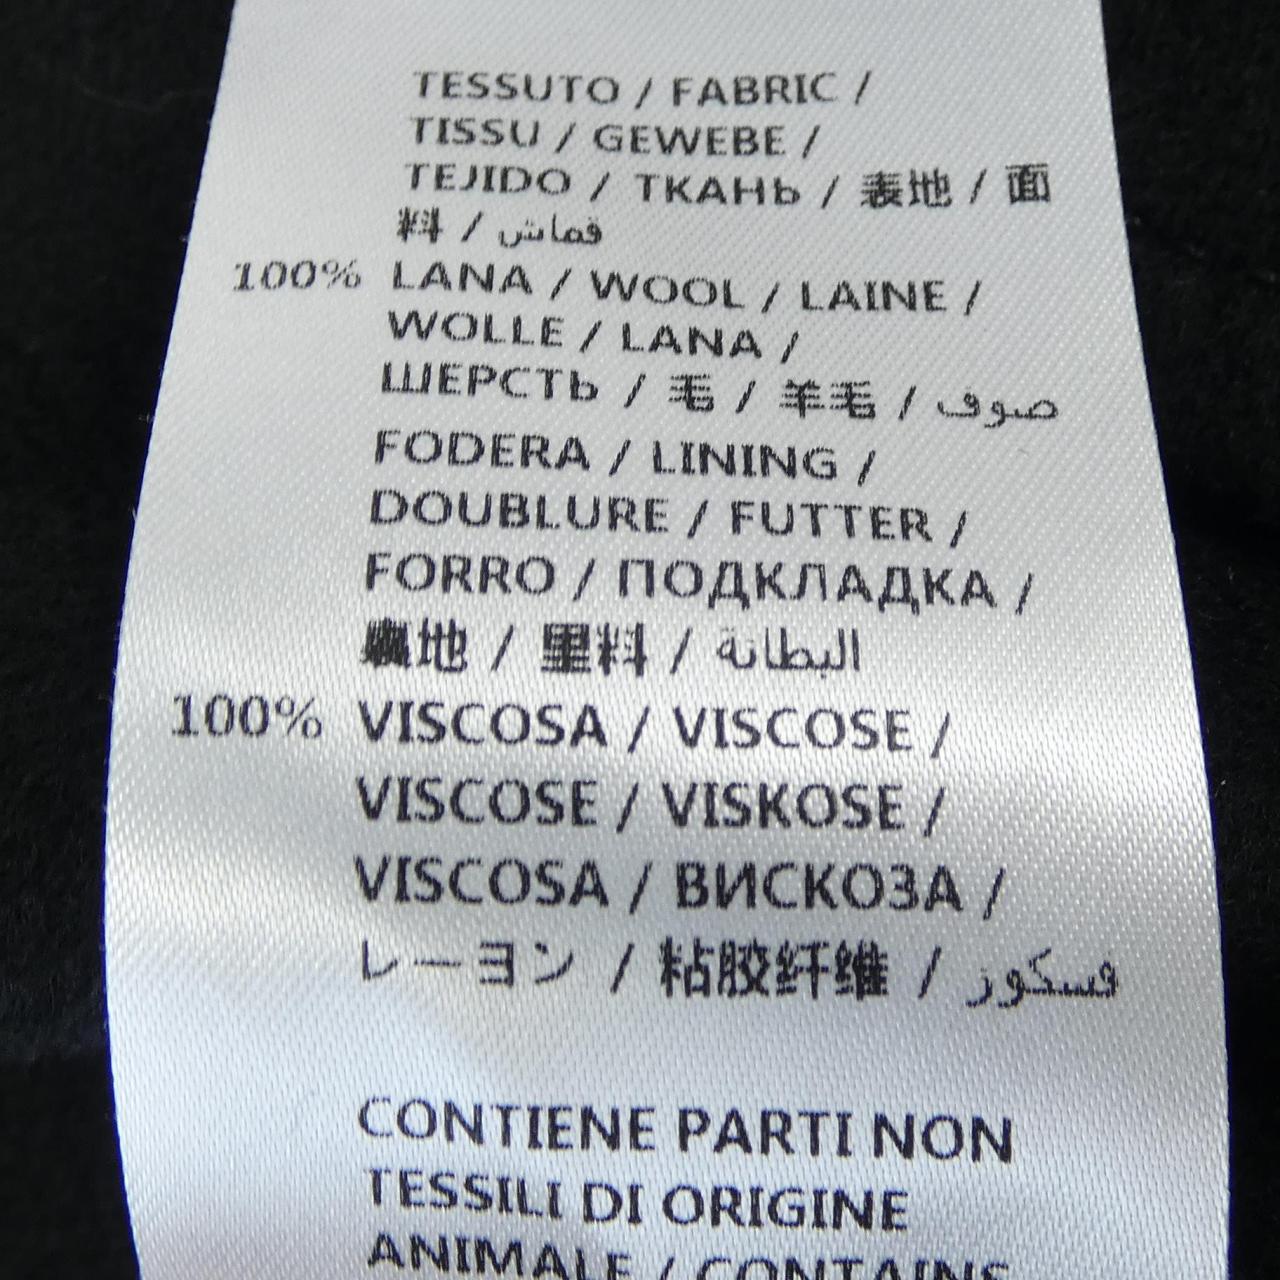 TESSUTO / FABRIC /
TISSU / GEWEBE /
TEJIDO / ТКАНЬ / 表地 / 面
料 / قماش
100% LANA / WOOL / LAINE /
WOLLE / LANA /
ШЕРСТЬ / 毛 / 羊毛 / صوف
FODERA / LINING /
DOUBLURE / FUTTER /
FORRO / ПОДКЛАДКА /
裏地 / 里料 / البطانة
100% VISCOSA / VISCOSE /
VISCOSE / VISKOSE /
VISCOSA / ВИСКОЗА /
レーヨン / 粘胶纤维 / فسكوز
CONTIENE PARTI NON
TESSILI DI ORIGINE
ANIMALE / CONTAINS